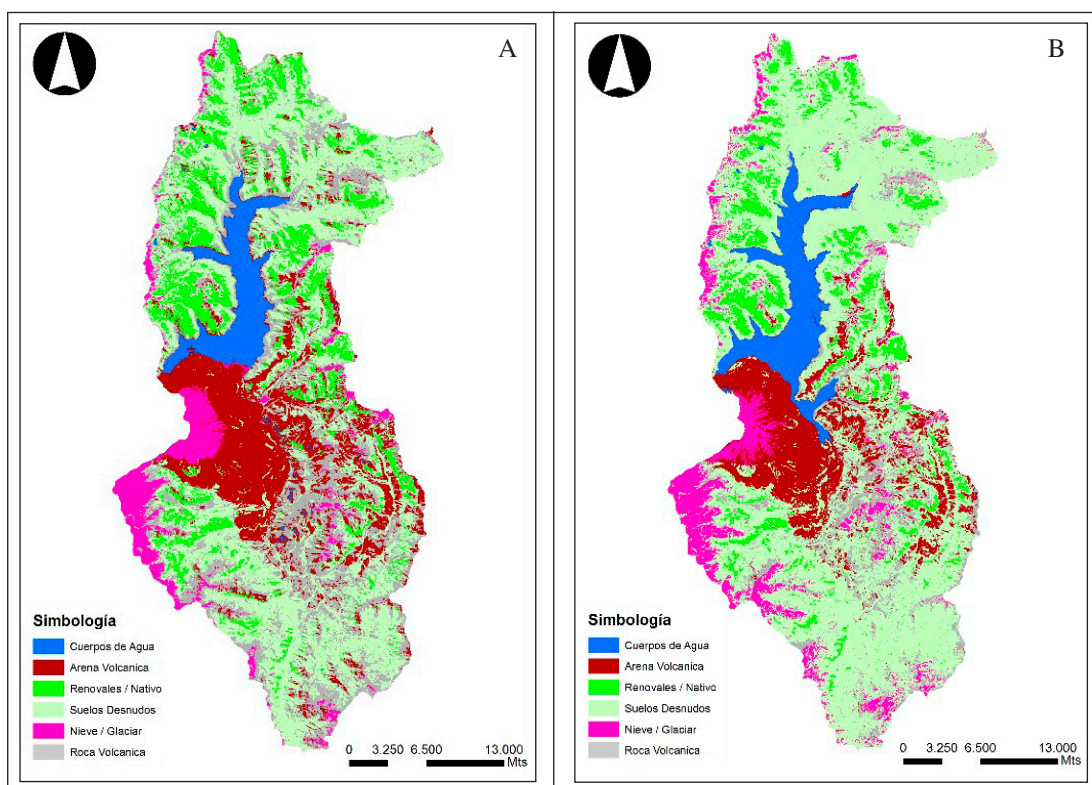 A
Simbología
Cuerpos de Agua
Arena Volcanica
Renovales / Nativo
Suelos Desnudos
Nieve / Glaciar
Roca Volcanica
0 3.250 6.500 13.000
Mts
B
Simbología
Cuerpos de Agua
Arena Volcanica
Renovales / Nativo
Suelos Desnudos
Nieve / Glaciar
Roca Volcanica
0 3.250 6.500 13.000
Mts